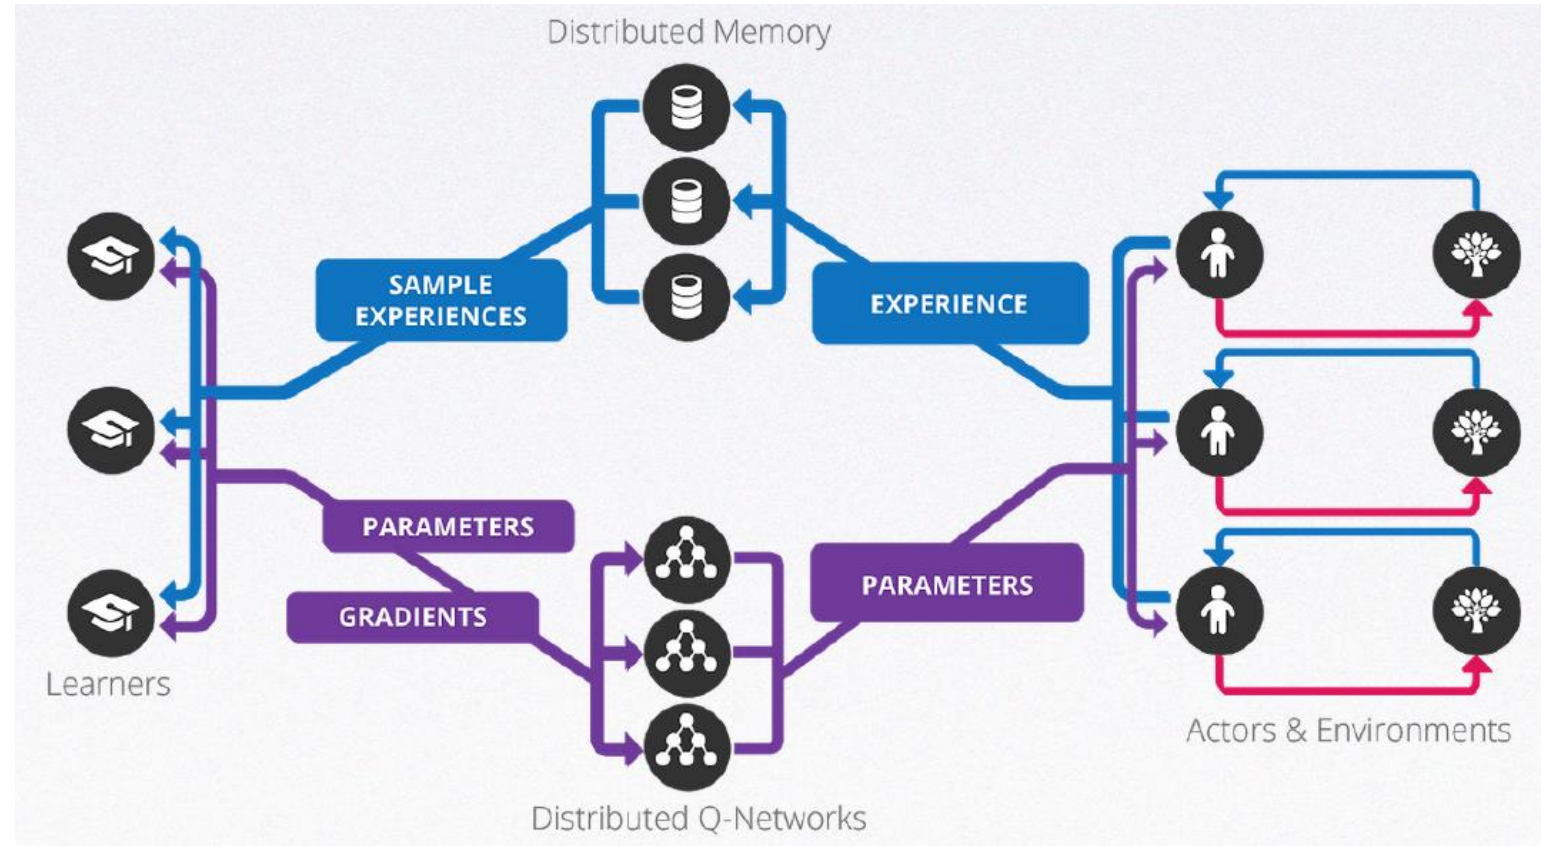 Distributed Memory
SAMPLE
EXPERIENCES
EXPERIENCE
PARAMETERS
GRADIENTS
PARAMETERS
Learners
Actors & Environments
Distributed Q-Networks